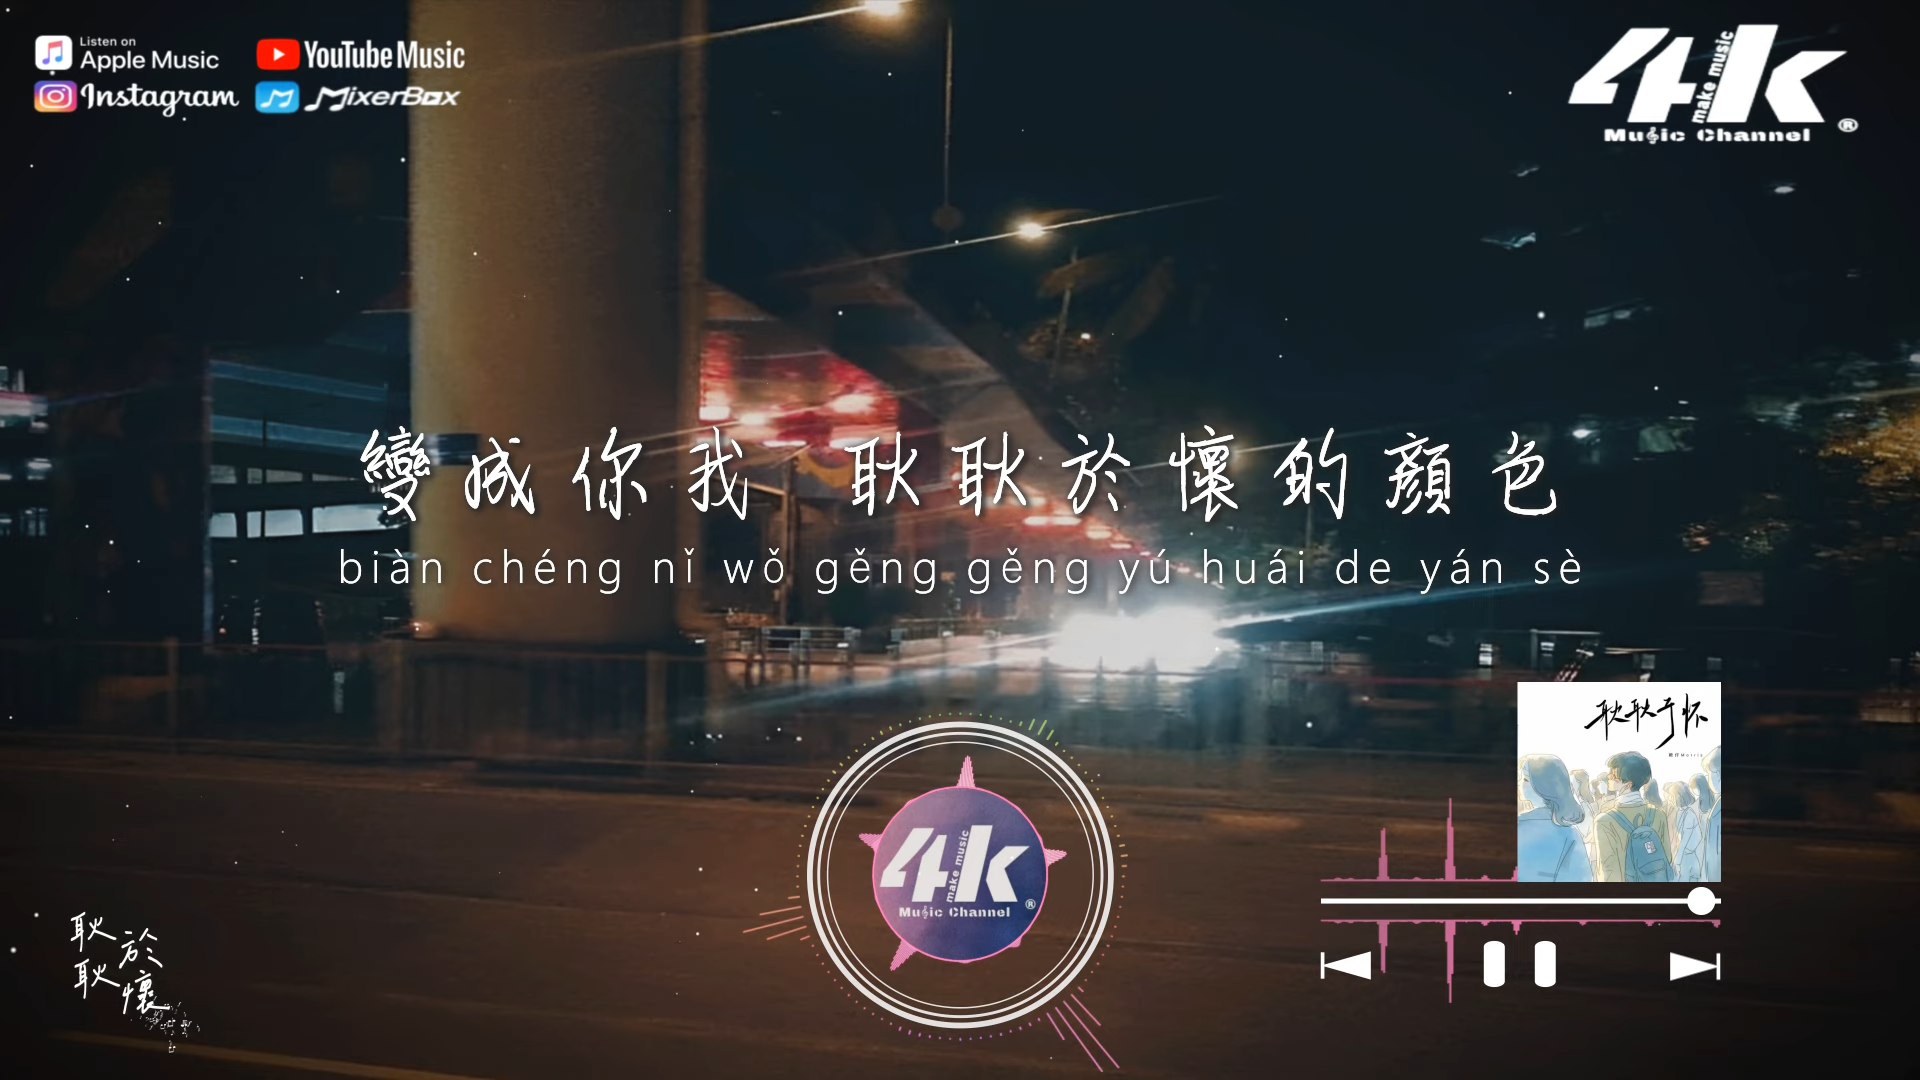 Listen on
Apple Music
YouTube Music
Instagram
MixerBox
4k
make music
Music Channel ®
變成你我 耿耿於懷的顏色
biàn chéng nǐ wǒ gěng gěng yú huái de yán sè
耿耿于怀
4k
make music
Music Channel ®
耿耿
於懷